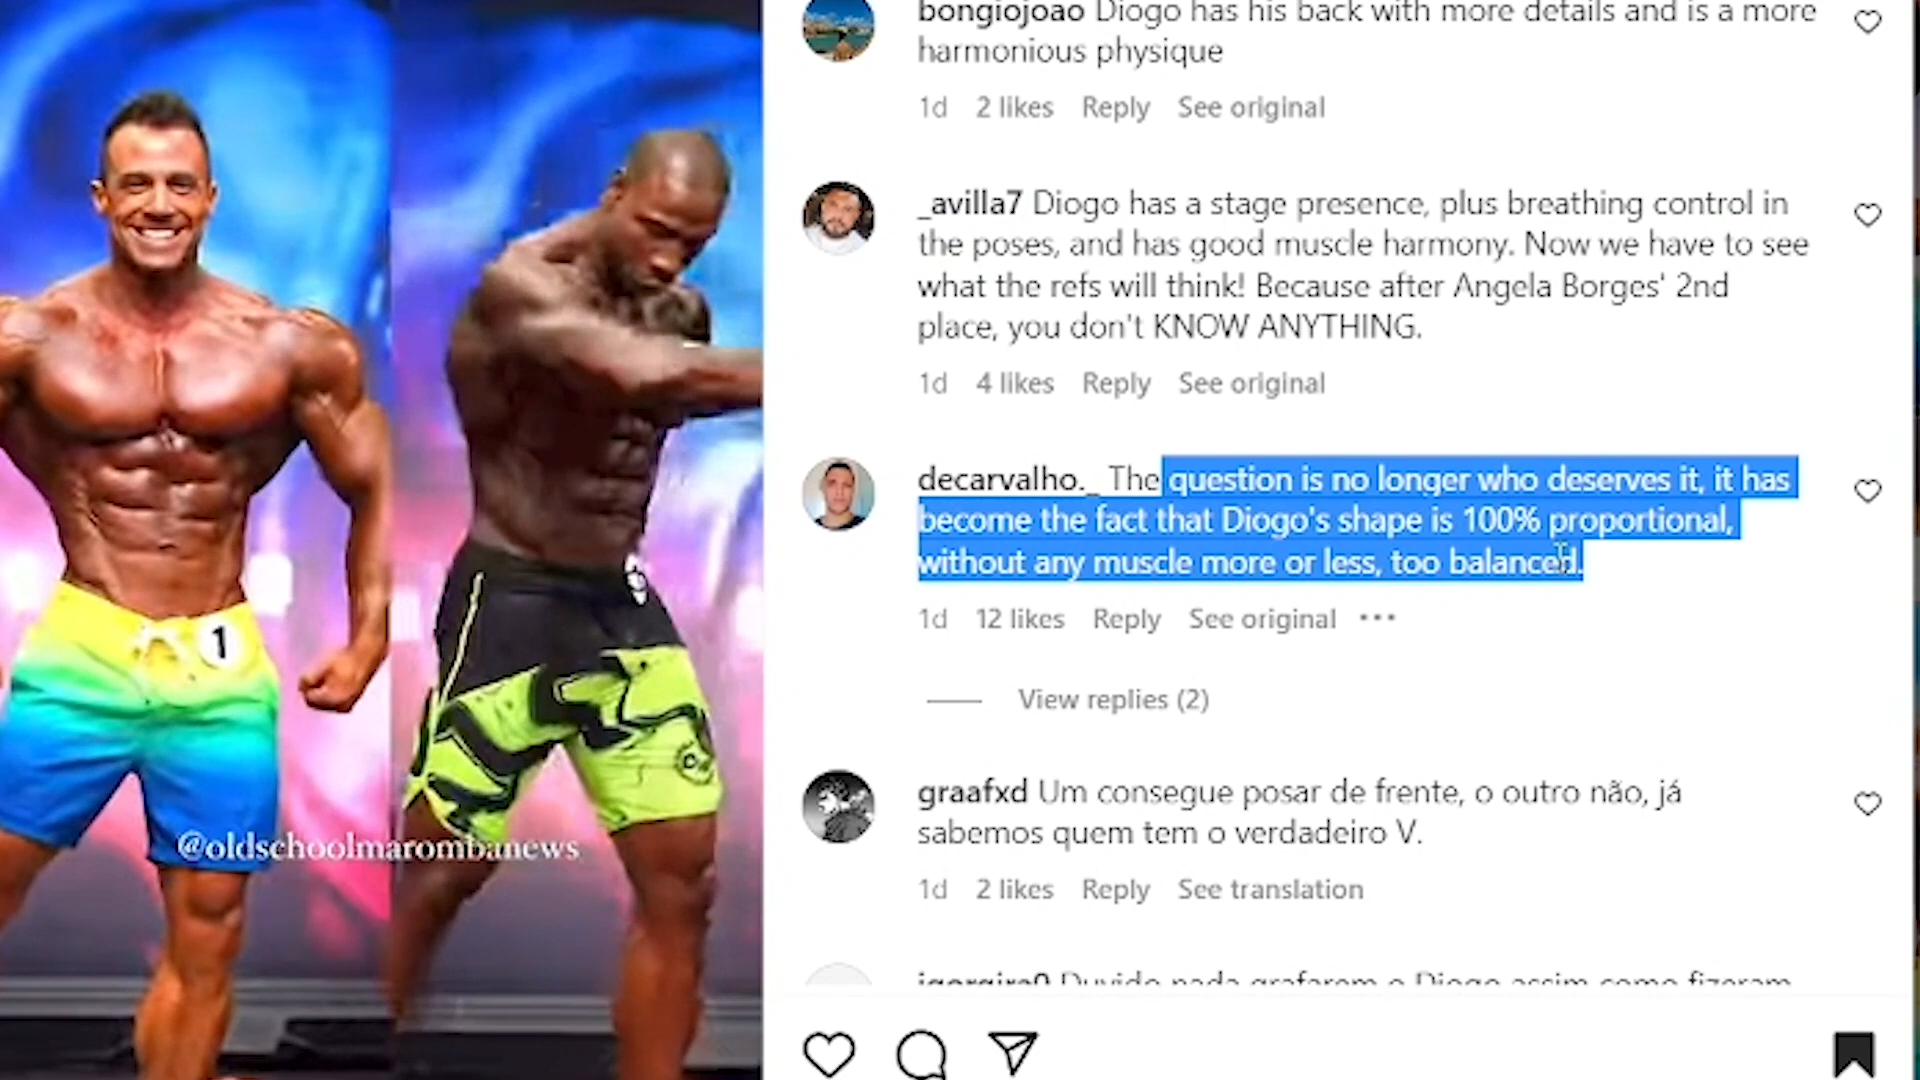 bongiojoao Diogo has his back with more details and is a more
harmonious physique
1d 2 likes Reply See original
_avilla7 Diogo has a stage presence, plus breathing control in
the poses, and has good muscle harmony. Now we have to see
what the refs will think! Because after Angela Borges' 2nd
place, you don't KNOW ANYTHING.
1d 4 likes Reply See original
decarvalho._ The question is no longer who deserves it, it has
become the fact that Diogo's shape is 100% proportional,
without any muscle more or less, too balanced.
1d 12 likes Reply See original
View replies (2)
graafxd Um consegue posar de frente, o outro não, já
sabemos quem tem o verdadeiro V.
1d 2 likes Reply See translation
Duvido nada grafarem o Diogo assim como fizeram
1
@oldschoolmarombanews